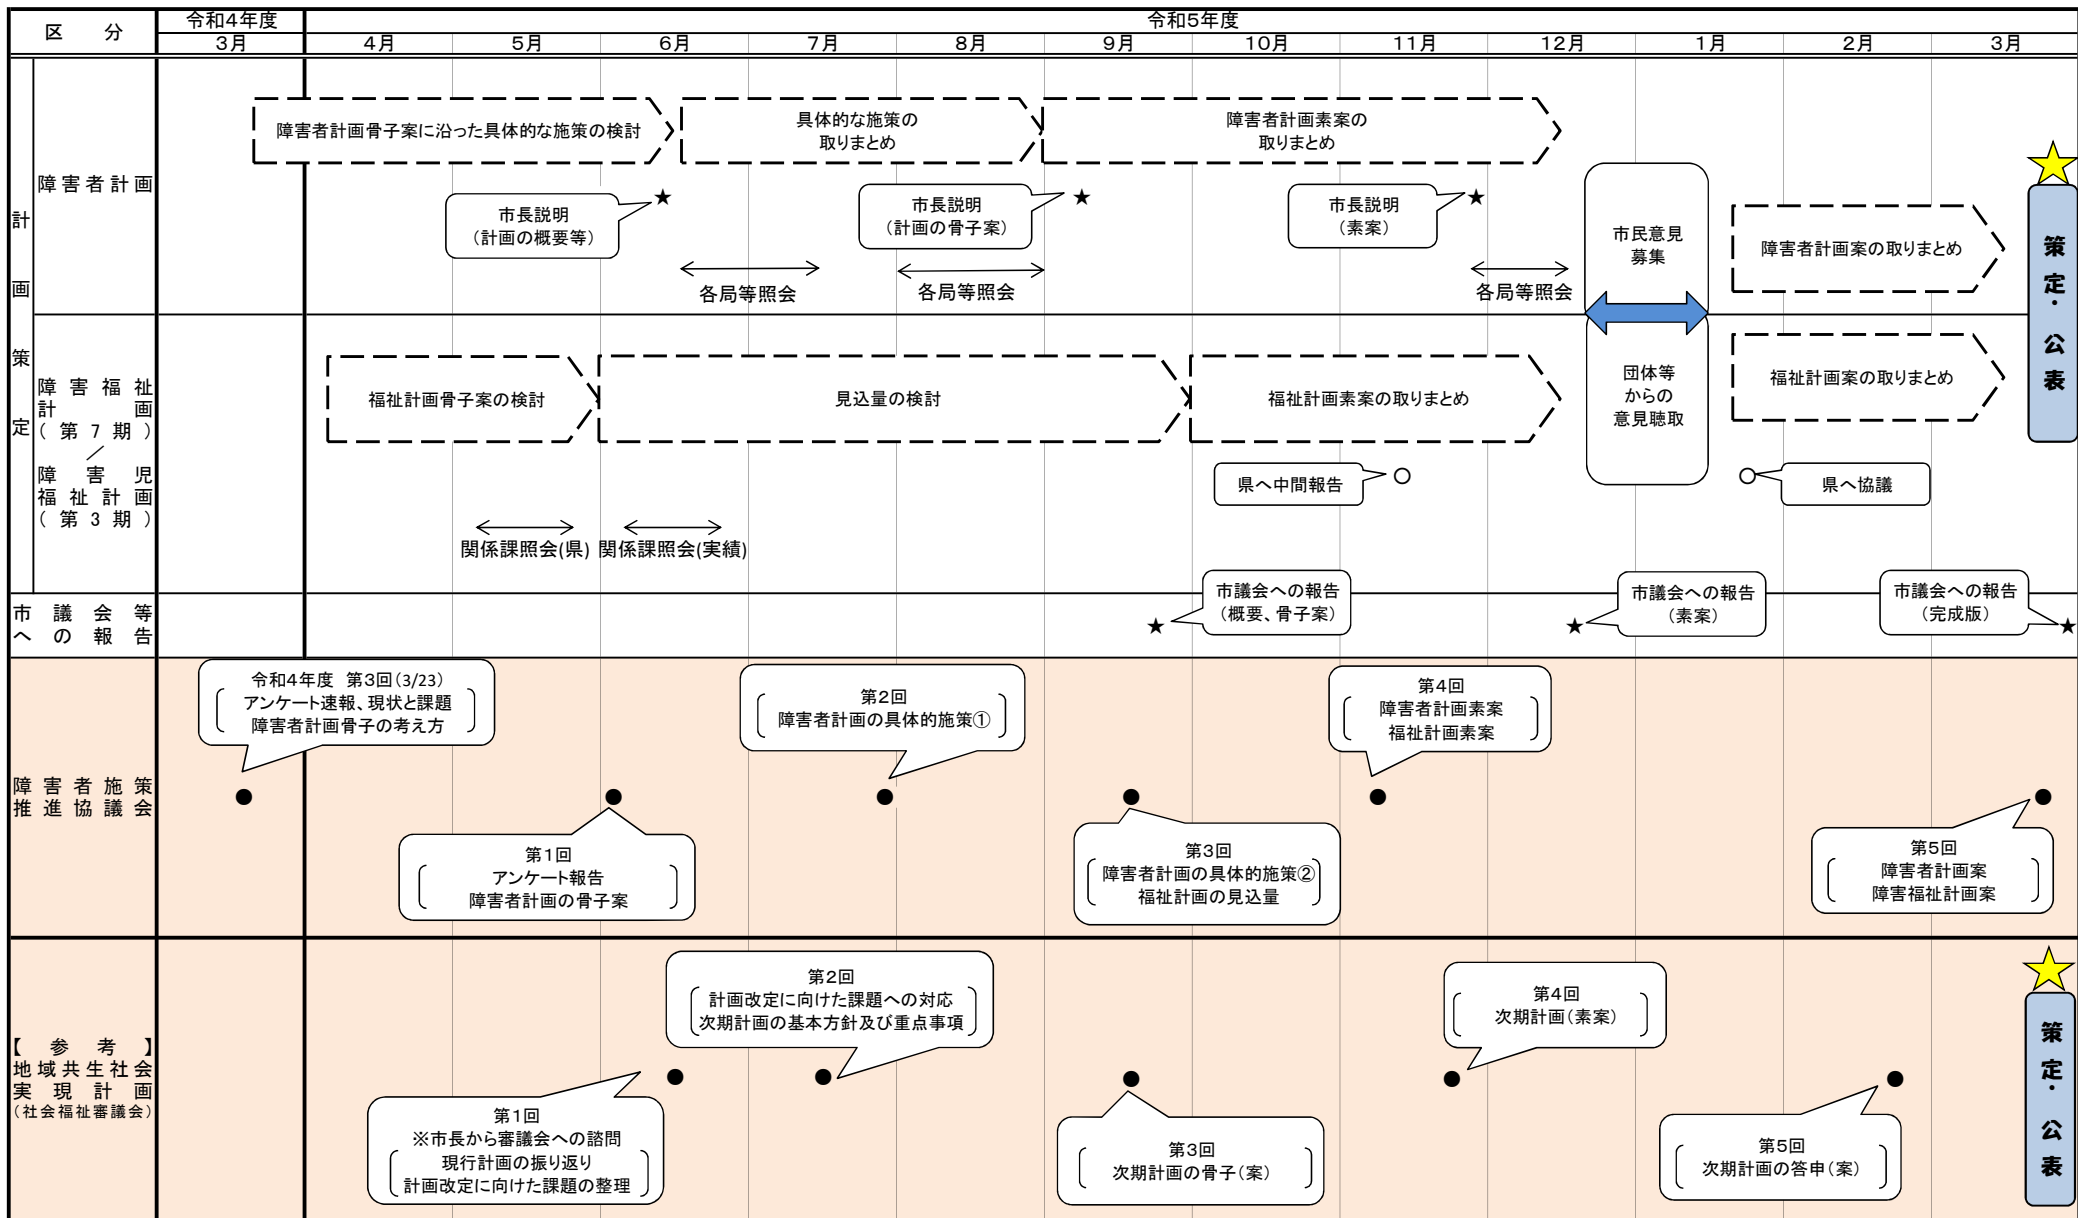 区 分
令和4年度
令和5年度
3月
4月
5月
6月
7月
8月
9月
10月
11月
12月
1月
2月
3月
計画策定
障害者計画
障害者計画骨子案に沿った具体的な施策の検討
具体的な施策の
取りまとめ
障害者計画素案の
取りまとめ
★
市長説明
(計画の概要等)
★
市長説明
(計画の骨子案)
★
市長説明
(素案)
各局等照会
各局等照会
各局等照会
市民意見
募集
障害者計画案の取りまとめ
策定・公表
障害福祉
計画
(第7期)
/
障害児
福祉計画
(第3期)
福祉計画骨子案の検討
見込量の検討
福祉計画素案の取りまとめ
団体等
からの
意見聴取
福祉計画案の取りまとめ
県へ中間報告
県へ協議
関係課照会(県)
関係課照会(実績)
市議会等
への報告
★
市議会への報告
(概要、骨子案)
★
市議会への報告
(素案)
市議会への報告
(完成版)
★
障害者施策
推進協議会
令和4年度 第3回(3/23)
アンケート速報、現状と課題
障害者計画骨子の考え方
第1回
アンケート報告
障害者計画の骨子案
第2回
障害者計画の具体的施策①
第3回
障害者計画の具体的施策②
福祉計画の見込量
第4回
障害者計画素案
福祉計画素案
第5回
障害者計画案
障害福祉計画案
【参考】
地域共生社会
実現計画
(社会福祉審議会)
第1回
※市長から審議会への諮問
現行計画の振り返り
計画改定に向けた課題の整理
第2回
計画改定に向けた課題への対応
次期計画の基本方針及び重点事項
第3回
次期計画の骨子(案)
第4回
次期計画(素案)
第5回
次期計画の答申(案)
策定・公表